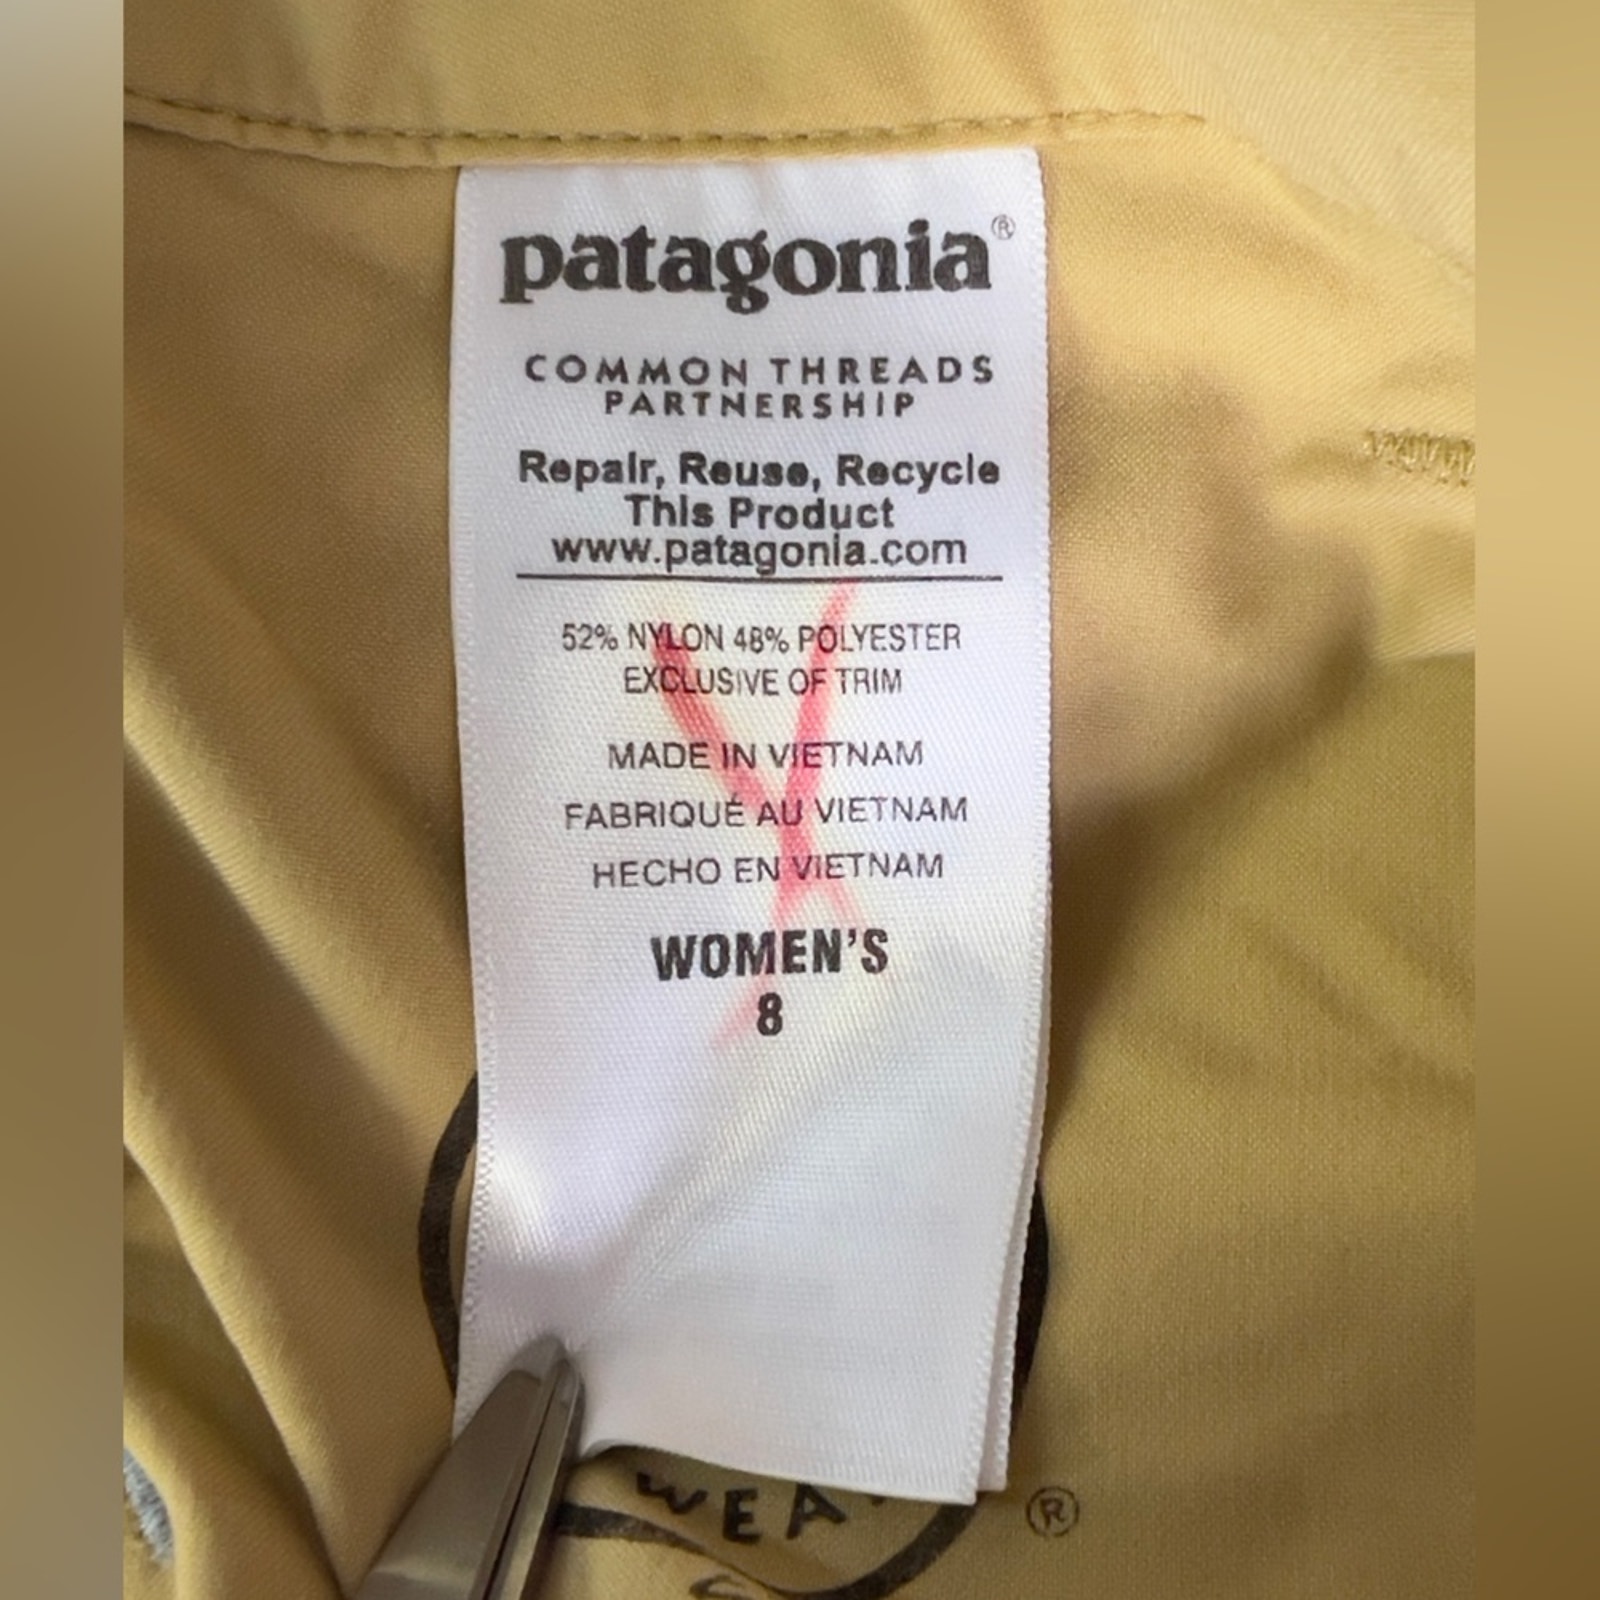 patagonia®
COMMON THREADS
PARTNERSHIP
Repair, Reuse, Recycle
This Product
www.patagonia.com
52% NYLON 48% POLYESTER
EXCLUSIVE OF TRIM
MADE IN VIETNAM
FABRIQUÉ AU VIETNAM
HECHO EN VIETNAM
WOMEN'S
8
®